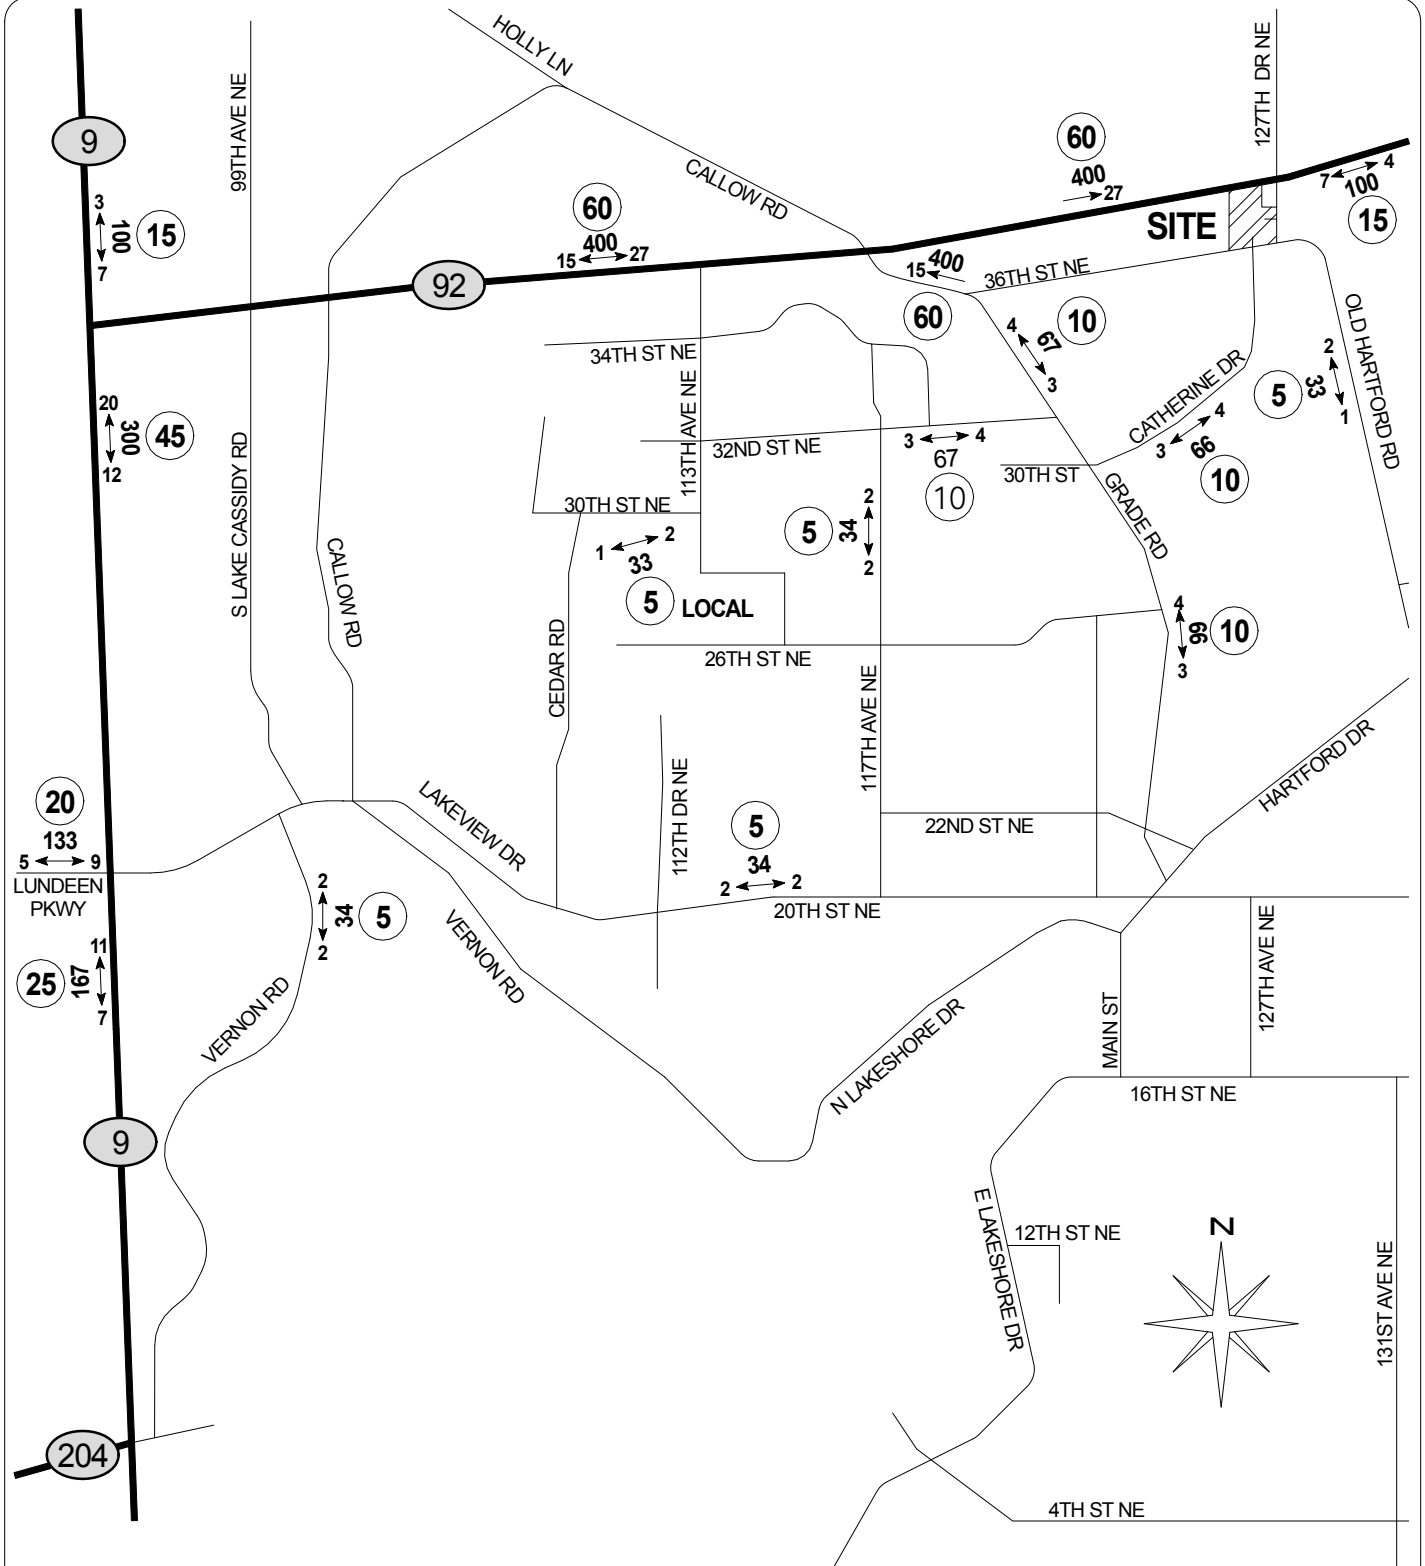 HOLLY LN
127TH DR NE
99TH AVE NE
9
60
400
27
4
7
100
15
CALLOW RD
3
100
7
15
60
400
15
27
SITE
92
400
15
60
36TH ST NE
4
67
3
10
OLD HARTFORD RD
34TH ST NE
113TH AVE NE
CATHERINE DR
5
2
33
1
20
300
12
45
S LAKE CASSIDY RD
32ND ST NE
3
4
67
10
30TH ST
4
3
66
10
30TH ST NE
GRADE RD
CALLOW RD
1
2
33
5
LOCAL
5
2
34
2
4
66
3
10
CEDAR RD
26TH ST NE
117TH AVE NE
HARTFORD DR
20
133
5
9
LUNDEEN
PKWY
LAKEVIEW DR
112TH DR NE
5
34
2
2
22ND ST NE
20TH ST NE
2
34
2
5
VERNON RD
11
167
7
25
VERNON RD
N LAKESHORE DR
MAIN ST
127TH AVE NE
16TH ST NE
9
E LAKESHORE DR
12TH ST NE
N
131ST AVE NE
204
4TH ST NE